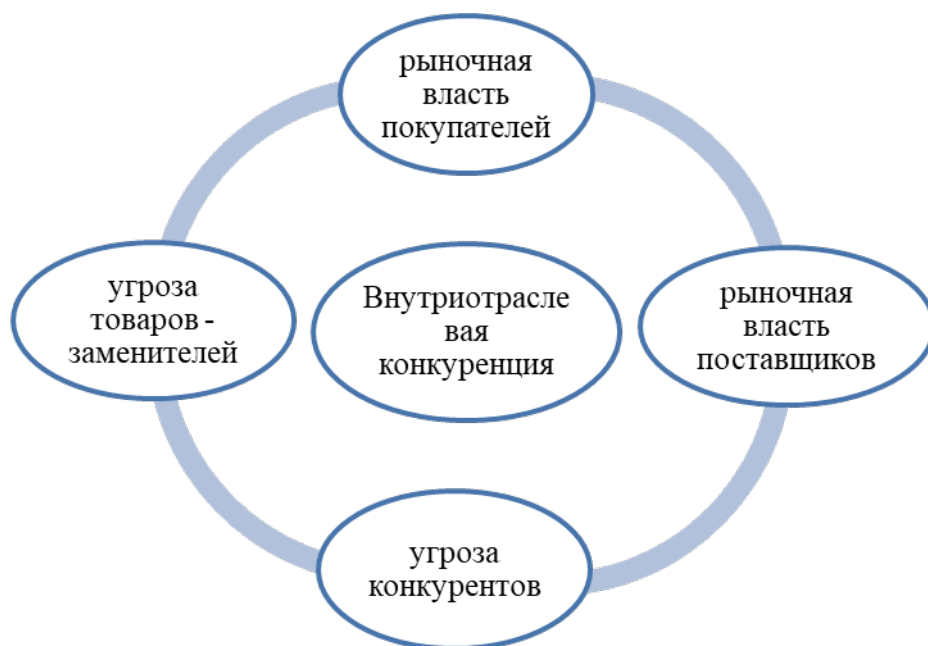 рыночная
власть
покупателей
угроза
товаров -
заменителей
Внутриотрасле
вая
конкуренция
рыночная
власть
поставщиков
угроза
конкурентов